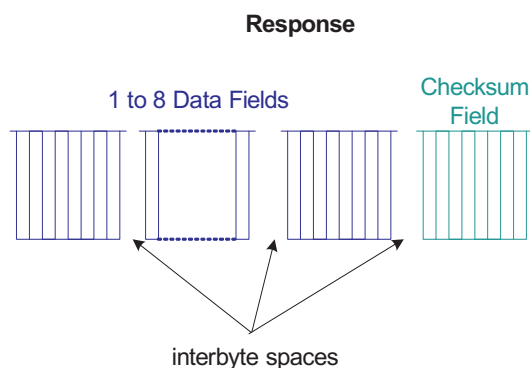 Response
1 to 8 Data Fields
Checksum
Field
interbyte spaces